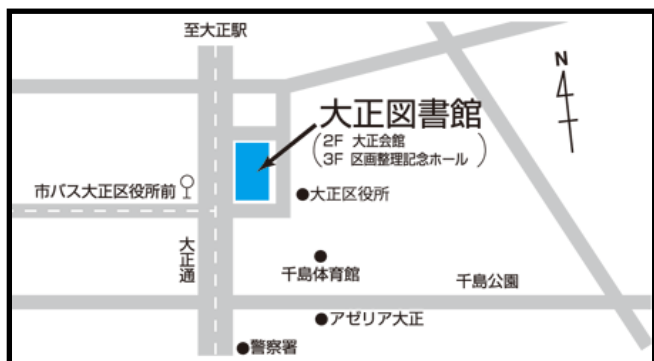 至大正駅
N
大正図書館
(2F 大正会館
3F 区画整理記念ホール)
市バス大正区役所前
●大正区役所
大正通
千島体育館
千島公園
●アゼリア大正
●警察署